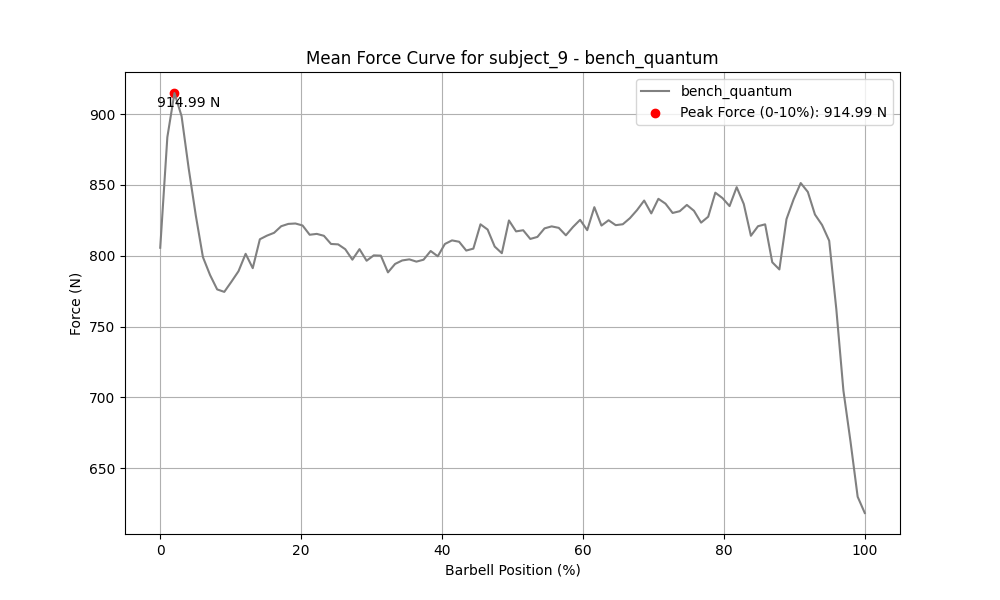 Mean Force Curve for subject_9 - bench_quantum
914.99 N
bench_quantum
Peak Force (0-10%): 914.99 N
900
850
800
750
700
650
Force (N)
0 20 40 60 80 100
Barbell Position (%)